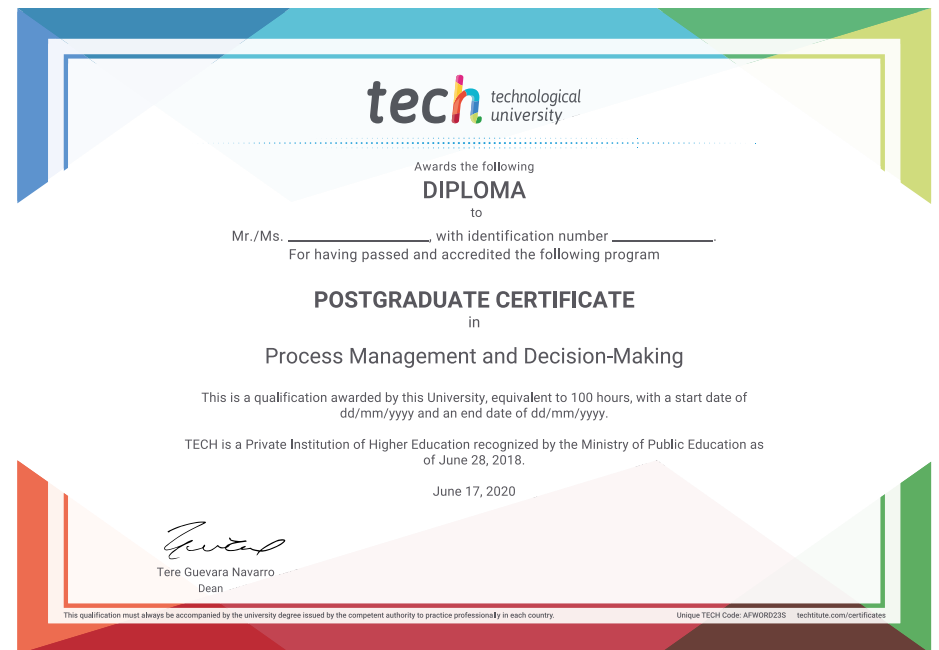 tech technological
university
Awards the following
DIPLOMA
to
Mr./Ms. ____________________, with identification number ______________.
For having passed and accredited the following program
POSTGRADUATE CERTIFICATE
in
Process Management and Decision-Making
This is a qualification awarded by this University, equivalent to 100 hours, with a start date of
dd/mm/yyyy and an end date of dd/mm/yyyy.
TECH is a Private Institution of Higher Education recognized by the Ministry of Public Education as
of June 28, 2018.
June 17, 2020
Tere Guevara Navarro
Dean
This qualification must always be accompanied by the university degree issued by the competent authority to practice professionally in each country.
Unique TECH Code: AFWORD23S techtitute.com/certificates